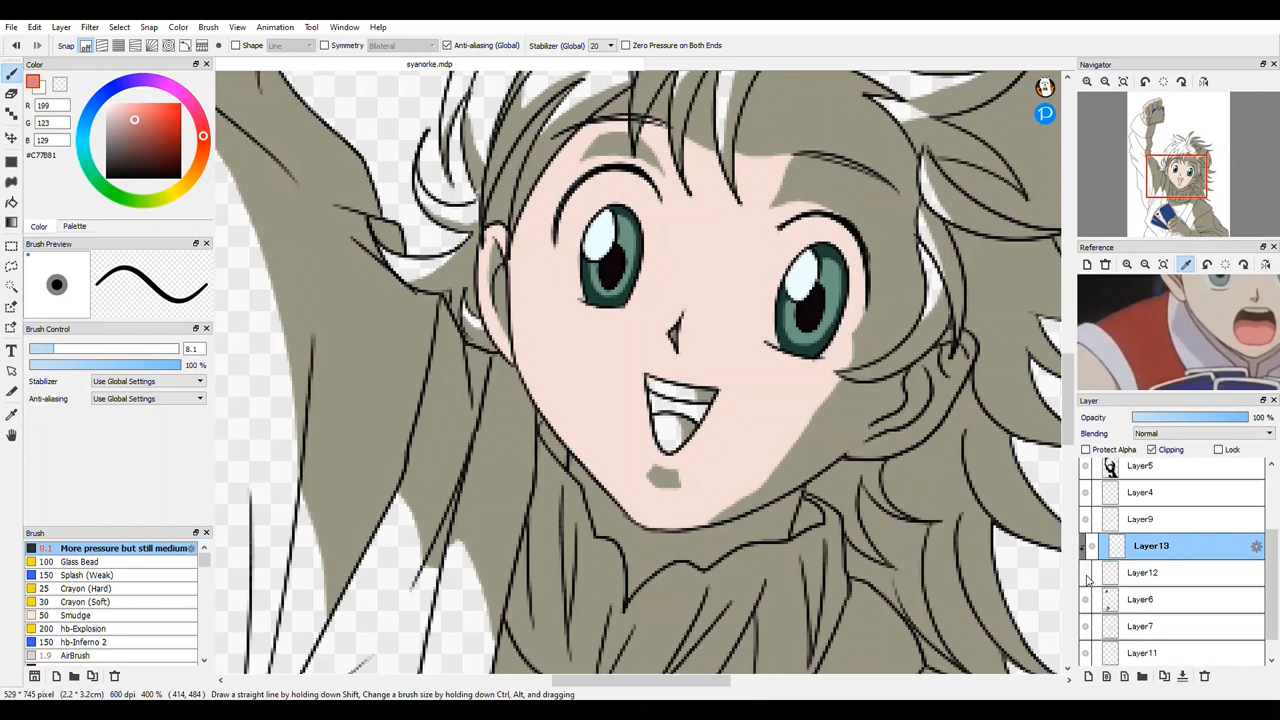 File Edit Layer Filter Select Snap Color Brush View Animation Tool Window Help
Snap off Shape Line Symmetry Bilateral Anti-aliasing (Global) Stabilizer (Global) 20 Zero Pressure on Both Ends
Color
syanorke.mdp
Navigator
R 199
G 123
B 129
#C77B81
Color Palette
Brush Preview
Reference
Brush Control
8.1
100 %
Stabilizer Use Global Settings
Anti-aliasing Use Global Settings
Layer
Opacity 100 %
Blending Normal
Protect Alpha Clipping Lock
Layer5
Layer4
Layer9
Layer13
Layer12
Layer6
Layer7
Layer11
Brush
8.1 More pressure but still medium
100 Glass Bead
150 Splash (Weak)
25 Crayon (Hard)
30 Crayon (Soft)
50 Smudge
200 hb-Explosion
150 hb-Inferno 2
1.9 AirBrush
529 * 745 pixel (2.2 * 3.2cm) 600 dpi 400 % ( 414, 484 ) Draw a straight line by holding down Shift, Change a brush size by holding down Ctrl, Alt, and dragging